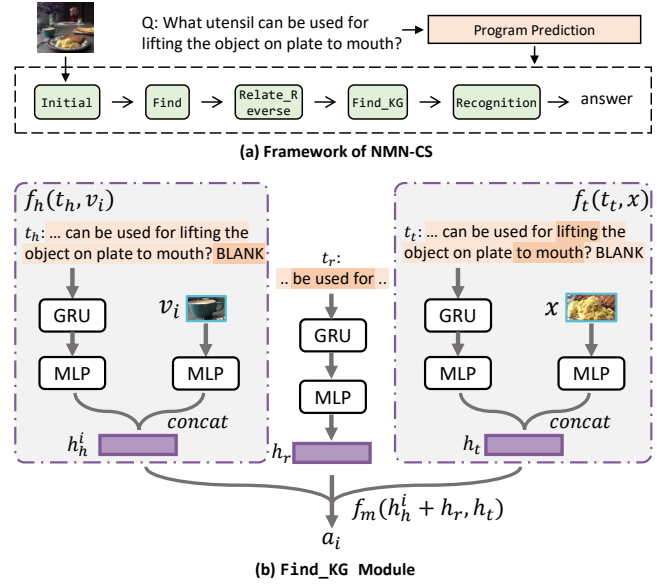 Q: What utensil can be used for
lifting the object on plate to mouth?
Program Prediction
Initial
Find
Relate_R
everse
Find_KG
Recognition
answer
(a) Framework of NMN-CS
f_h(t_h, v_i)
t_h: ... can be used for lifting the
object on plate to mouth? BLANK
GRU
v_i
MLP
MLP
concat
h_h^i
t_r:
.. be used for ..
GRU
MLP
h_r
f_t(t_t, x)
t_t: ... can be used for lifting the
object on plate to mouth? BLANK
GRU
x
MLP
MLP
concat
h_t
f_m(h_h^i + h_r, h_t)
a_i
(b) Find_KG Module